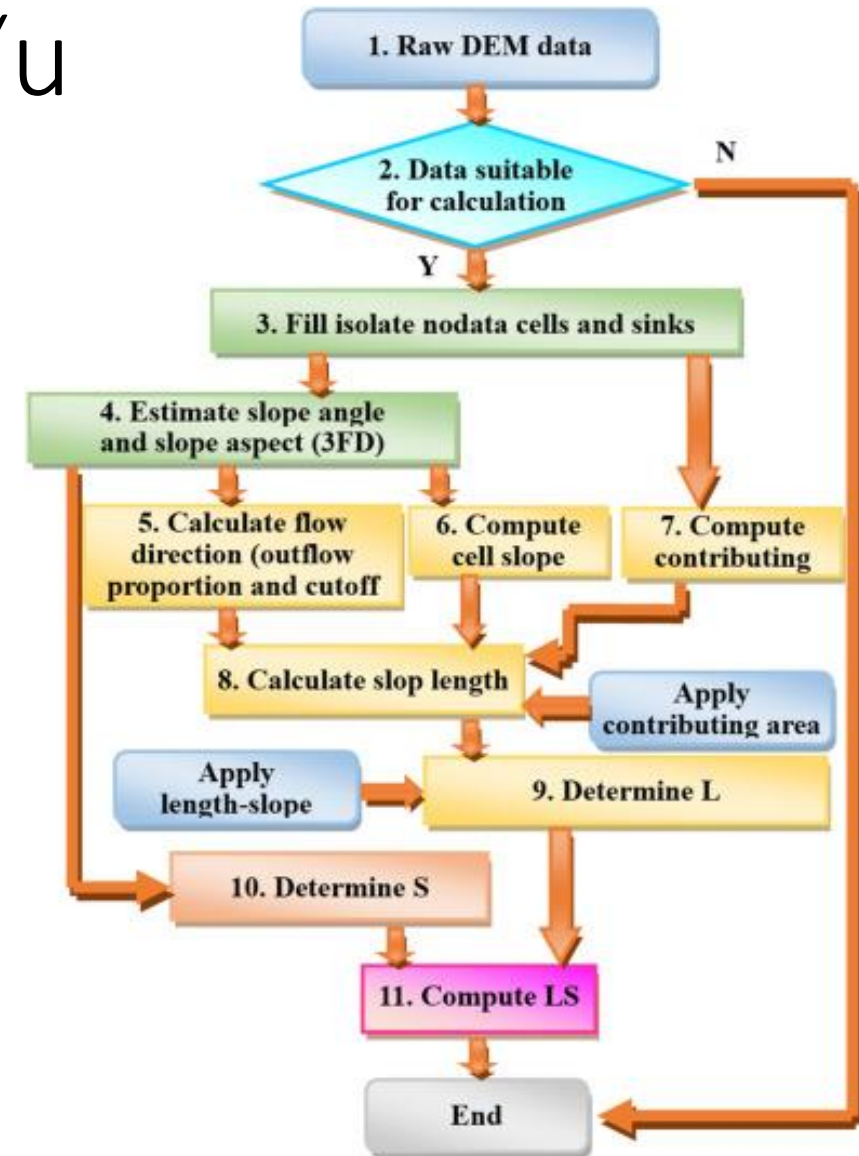 Yu
1. Raw DEM data
2. Data suitable
for calculation
N
Y
3. Fill isolate nodata cells and sinks
4. Estimate slope angle
and slope aspect (3FD)
5. Calculate flow
direction (outflow
proportion and cutoff
6. Compute
cell slope
7. Compute
contributing
8. Calculate slop length
Apply
contributing area
Apply
length-slope
9. Determine L
10. Determine S
11. Compute LS
End